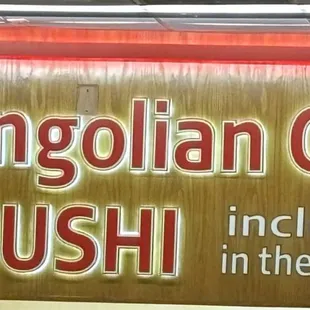 ngolian
USHI incl
in the